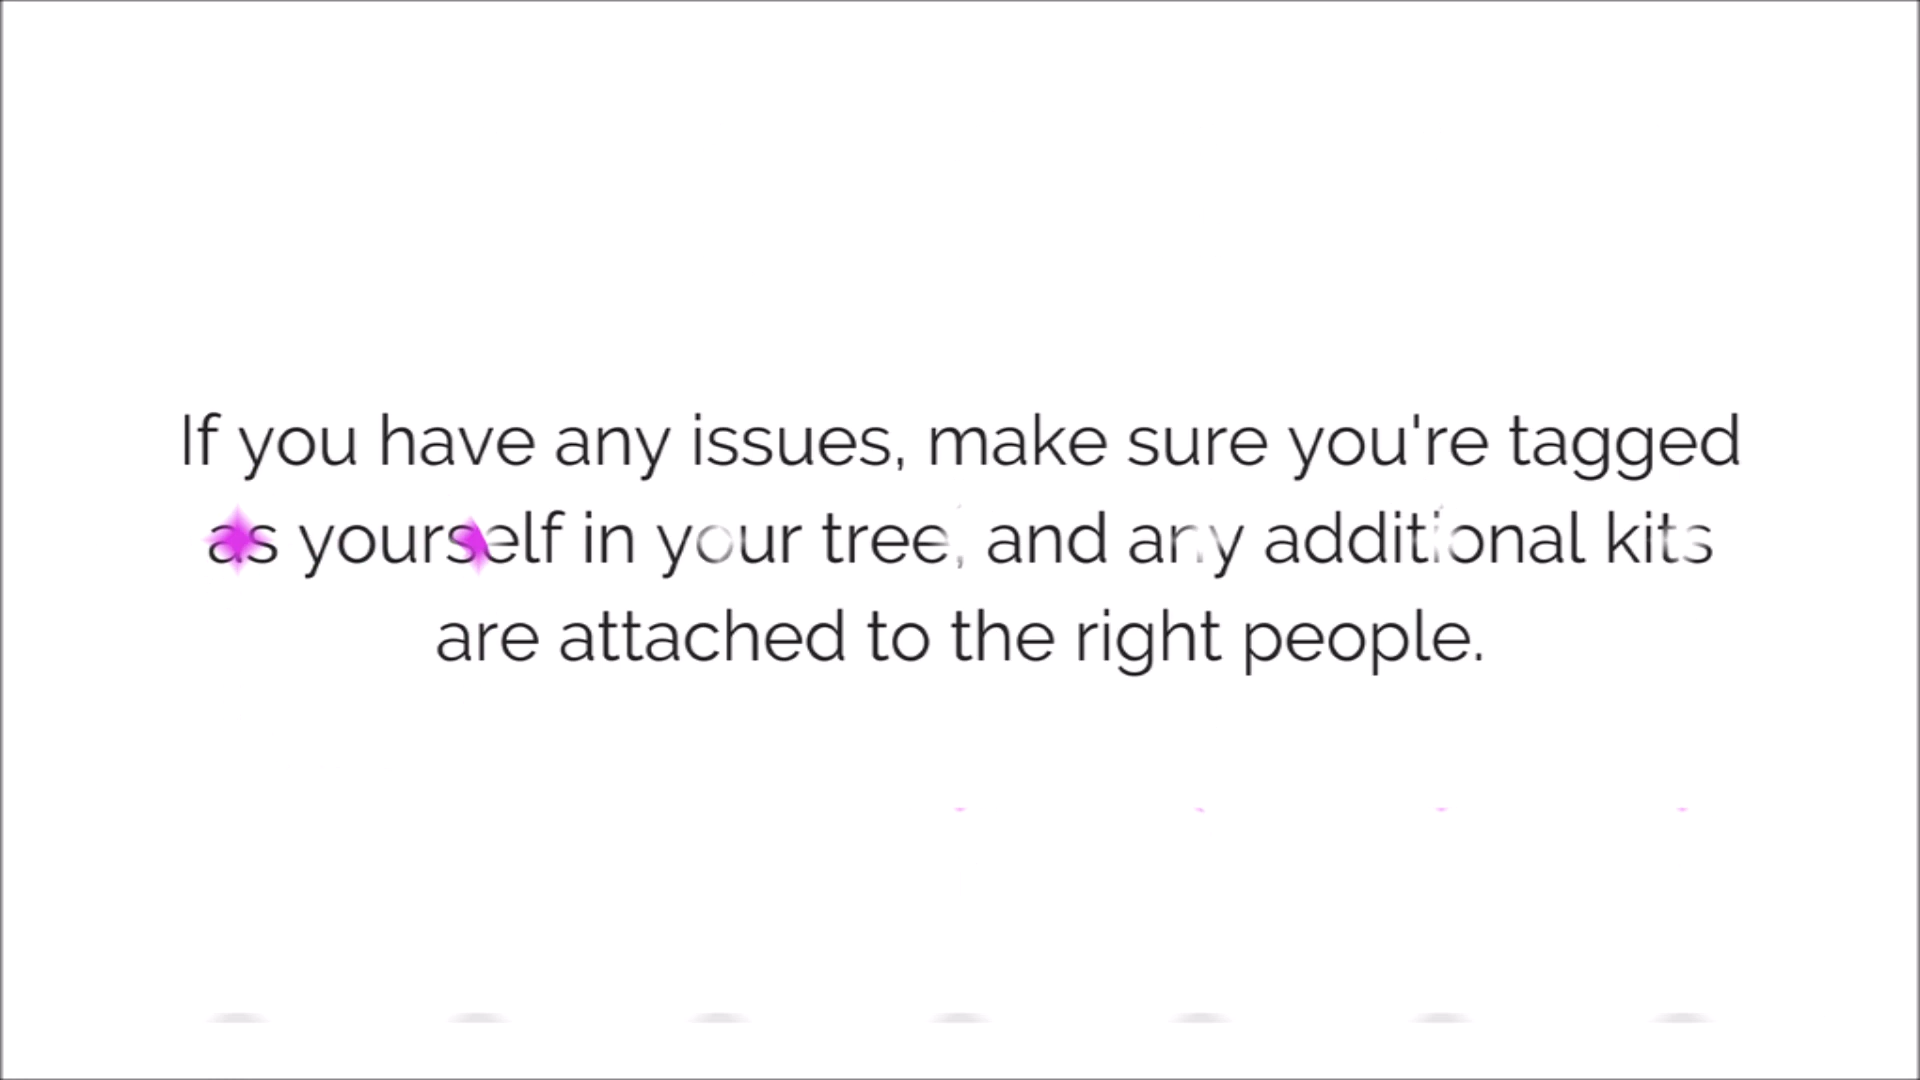 If you have any issues, make sure you're tagged
as yourself in your tree, and any additional kits
are attached to the right people.